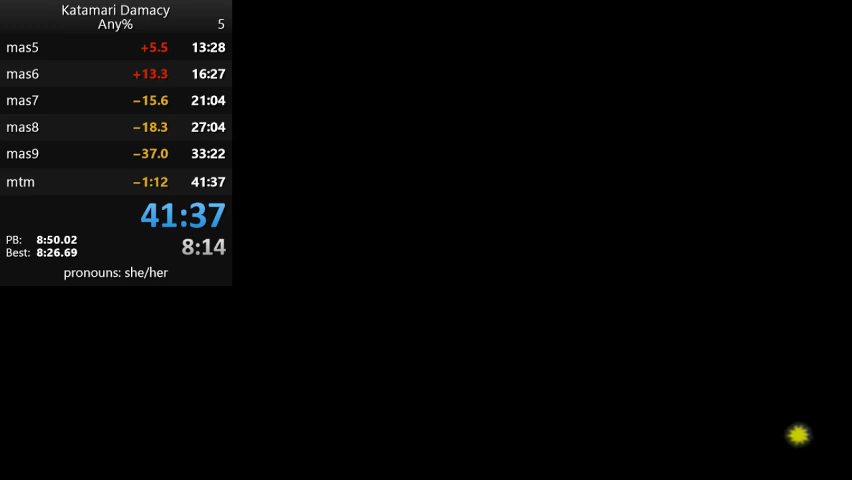 Katamari Damacy
Any% 5
mas5 +5.5 13:28
mas6 +13.3 16:27
mas7 −15.6 21:04
mas8 −18.3 27:04
mas9 −37.0 33:22
mtm −1:12 41:37
41:37
PB: 8:50.02
Best: 8:26.69
8:14
pronouns: she/her